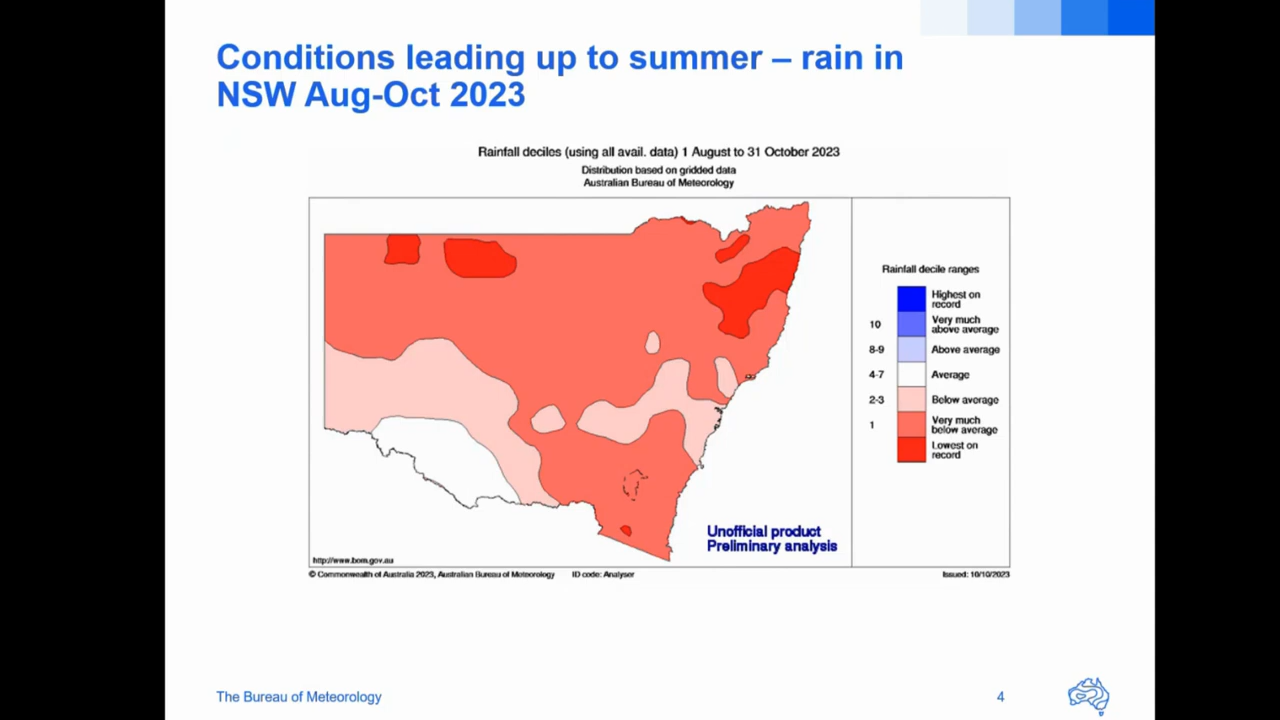 Conditions leading up to summer – rain in
NSW Aug-Oct 2023
Rainfall deciles (using all avail. data) 1 August to 31 October 2023
Distribution based on gridded data
Australian Bureau of Meteorology
Rainfall decile ranges
Highest on
record
10 Very much
above average
8-9 Above average
4-7 Average
2-3 Below average
1 Very much
below average
Lowest on
record
Unofficial product
Preliminary analysis
http://www.bom.gov.au
© Commonwealth of Australia 2023, Australian Bureau of Meteorology ID code: Analyser Issued: 10/10/2023
The Bureau of Meteorology 4